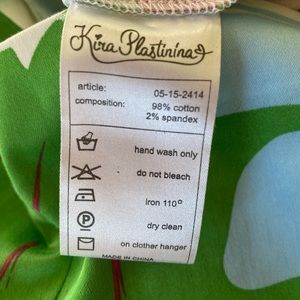 Kira Plastinina
article: 05-15-2414
composition: 98% cotton
2% spandex
hand wash only
do not bleach
iron 110°
P dry clean
on clother hanger
MADE IN CHINA